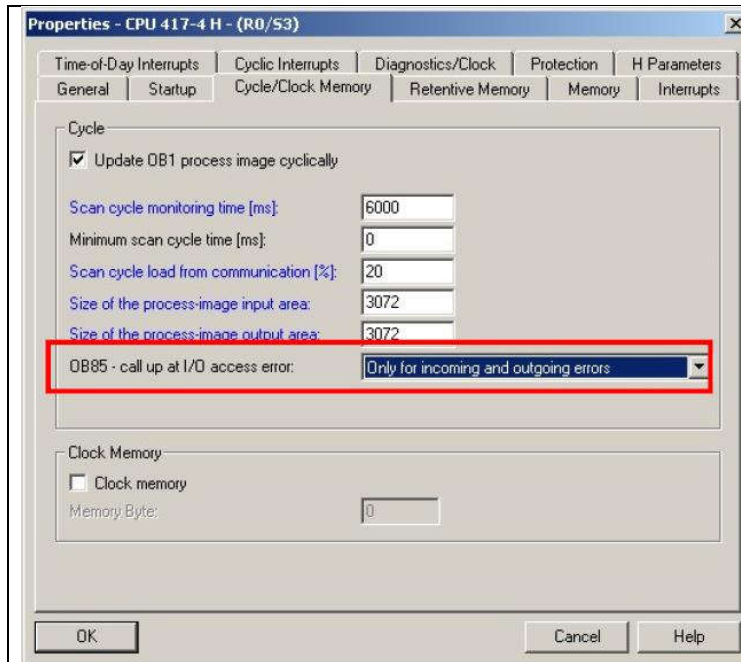 Properties - CPU 417-4 H - (R0/S3)
Time-of-Day Interrupts Cyclic Interrupts Diagnostics/Clock Protection H Parameters
General Startup Cycle/Clock Memory Retentive Memory Memory Interrupts
Cycle
Update OB1 process image cyclically
Scan cycle monitoring time [ms]: 6000
Minimum scan cycle time [ms]: 0
Scan cycle load from communication [%]: 20
Size of the process-image input area: 3072
Size of the process-image output area: 3072
OB85 - call up at I/O access error: Only for incoming and outgoing errors
Clock Memory
Clock memory
Memory Byte: 0
OK Cancel Help